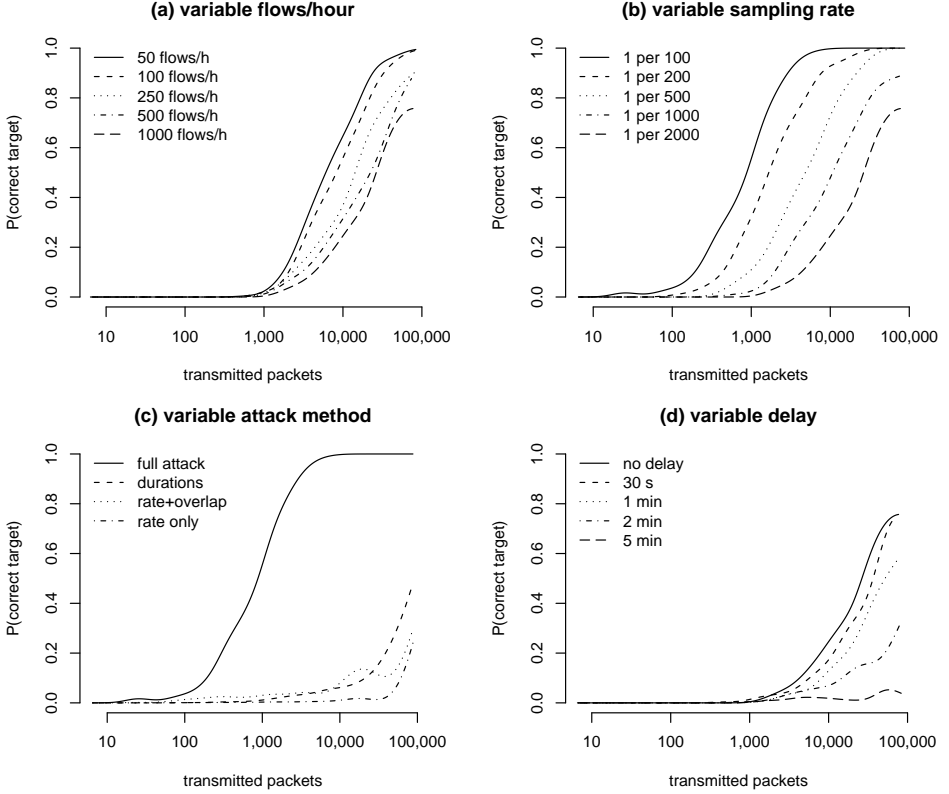 (a) variable flows/hour
P(correct target)
1.0
0.8
0.6
0.4
0.2
0.0
50 flows/h
100 flows/h
250 flows/h
500 flows/h
1000 flows/h
10
1,000
10,000
100,000
transmitted packets
(b) variable sampling rate
P(correct target)
1.0
0.8
0.6
0.4
0.2
0.0
1 per 100
1 per 200
1 per 500
1 per 1000
1 per 2000
10
100
1,000
10,000
100,000
transmitted packets
(c) variable attack method
P(correct target)
1.0
0.8
0.6
0.4
0.2
0.0
full attack
durations
rate+overlap
rate only
10
100
1,000
10,000
100,000
transmitted packets
(d) variable delay
P(correct target)
1.0
0.8
0.6
0.4
0.2
0.0
no delay
30 s
1 min
2 min
5 min
10
100
1,000
10,000
100,000
transmitted packets